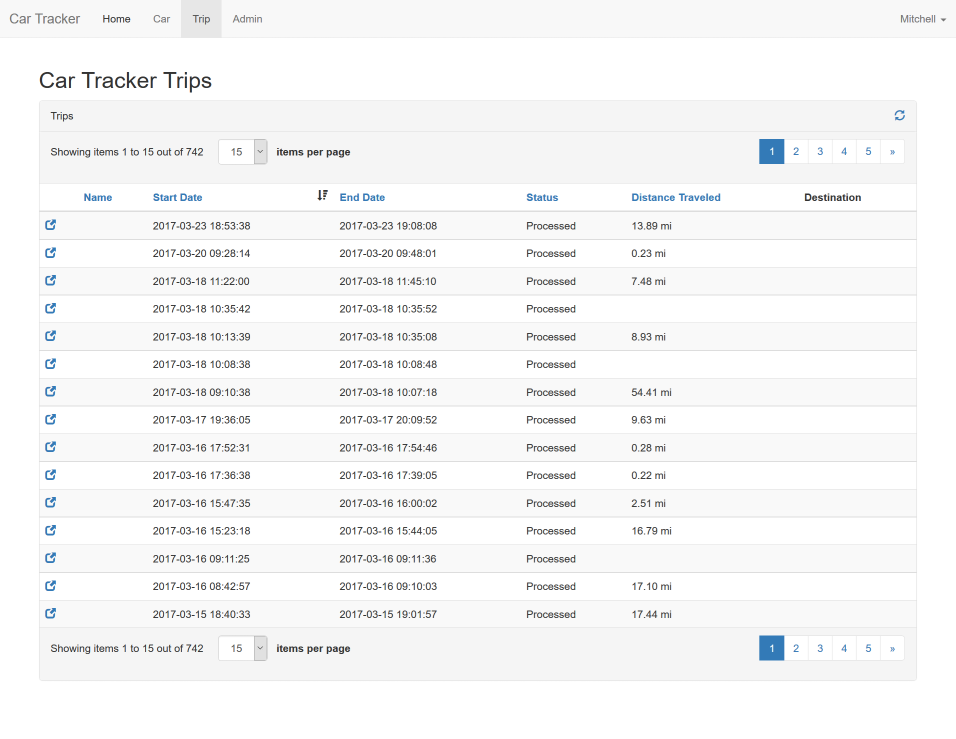 Car Tracker Home Car Trip Admin Mitchell
Car Tracker Trips
Trips
Showing items 1 to 15 out of 742 15 items per page 1 2 3 4 5 »
Name Start Date End Date Status Distance Traveled Destination
2017-03-23 18:53:38 2017-03-23 19:08:08 Processed 13.89 mi
2017-03-20 09:28:14 2017-03-20 09:48:01 Processed 0.23 mi
2017-03-18 11:22:00 2017-03-18 11:45:10 Processed 7.48 mi
2017-03-18 10:35:42 2017-03-18 10:35:52 Processed
2017-03-18 10:13:39 2017-03-18 10:35:08 Processed 8.93 mi
2017-03-18 10:08:38 2017-03-18 10:08:48 Processed
2017-03-18 09:10:38 2017-03-18 10:07:18 Processed 54.41 mi
2017-03-17 19:36:05 2017-03-17 20:09:52 Processed 9.63 mi
2017-03-16 17:52:31 2017-03-16 17:54:46 Processed 0.28 mi
2017-03-16 17:36:38 2017-03-16 17:39:05 Processed 0.22 mi
2017-03-16 15:47:35 2017-03-16 16:00:02 Processed 2.51 mi
2017-03-16 15:23:18 2017-03-16 15:44:05 Processed 16.79 mi
2017-03-16 09:11:25 2017-03-16 09:11:36 Processed
2017-03-16 08:42:57 2017-03-16 09:10:03 Processed 17.10 mi
2017-03-15 18:40:33 2017-03-15 19:01:57 Processed 17.44 mi
Showing items 1 to 15 out of 742 15 items per page 1 2 3 4 5 »